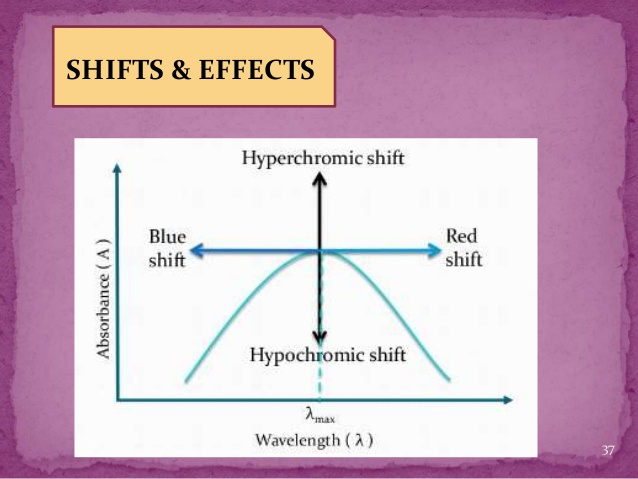 SHIFTS & EFFECTS
Hyperchromic shift
Blue
shift
Red
shift
Absorbance ( A )
Hypochromic shift
λmax
Wavelength ( λ )
37